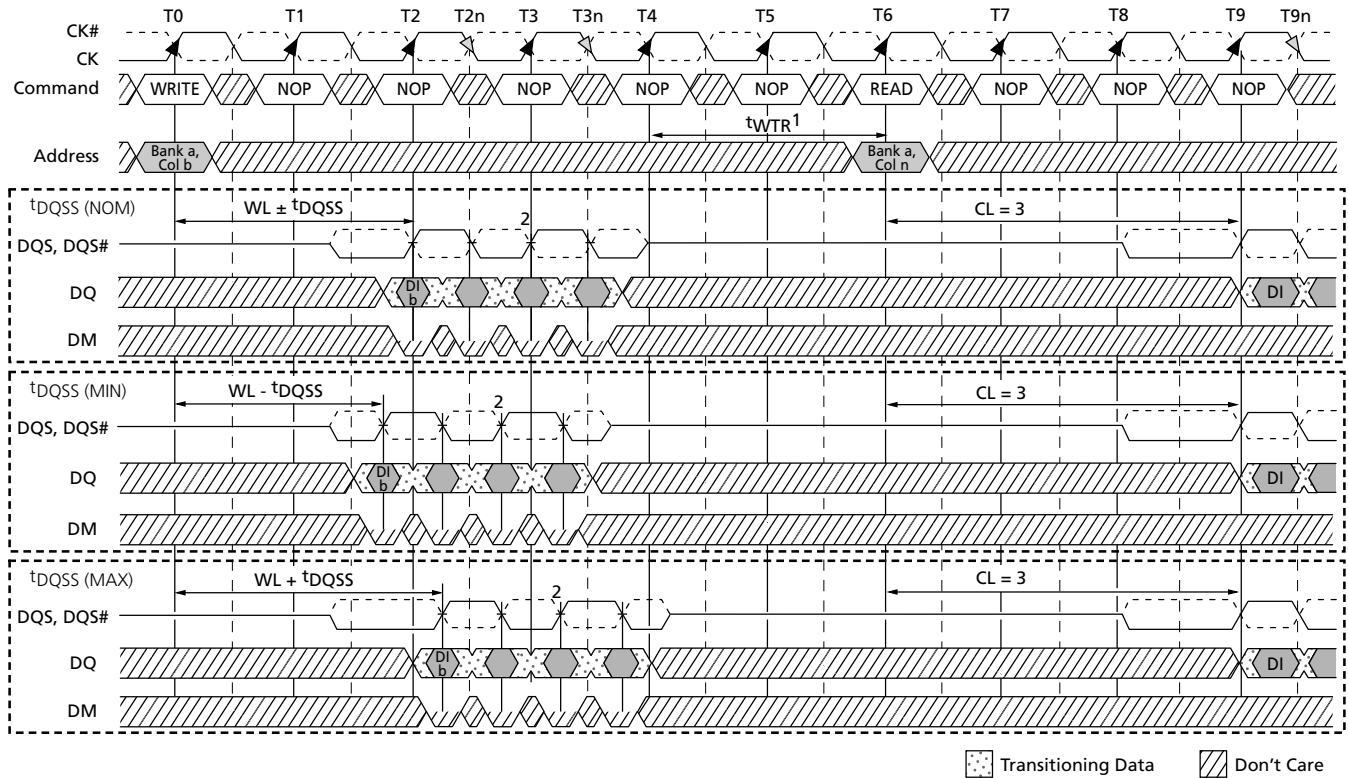 T0 T1 T2 T2n T3 T3n T4 T5 T6 T7 T8 T9 T9n
CK#
CK
Command WRITE NOP NOP NOP NOP NOP READ NOP NOP NOP
tWTR1
Address Bank a, Col b Bank a, Col n
tDQSS (NOM) WL ± tDQSS 2 CL = 3
DQS, DQS#
DQ DI b DI
DM
tDQSS (MIN) WL - tDQSS 2 CL = 3
DQS, DQS#
DQ DI b DI
DM
tDQSS (MAX) WL + tDQSS 2 CL = 3
DQS, DQS#
DQ DI b DI
DM
Transitioning Data Don't Care